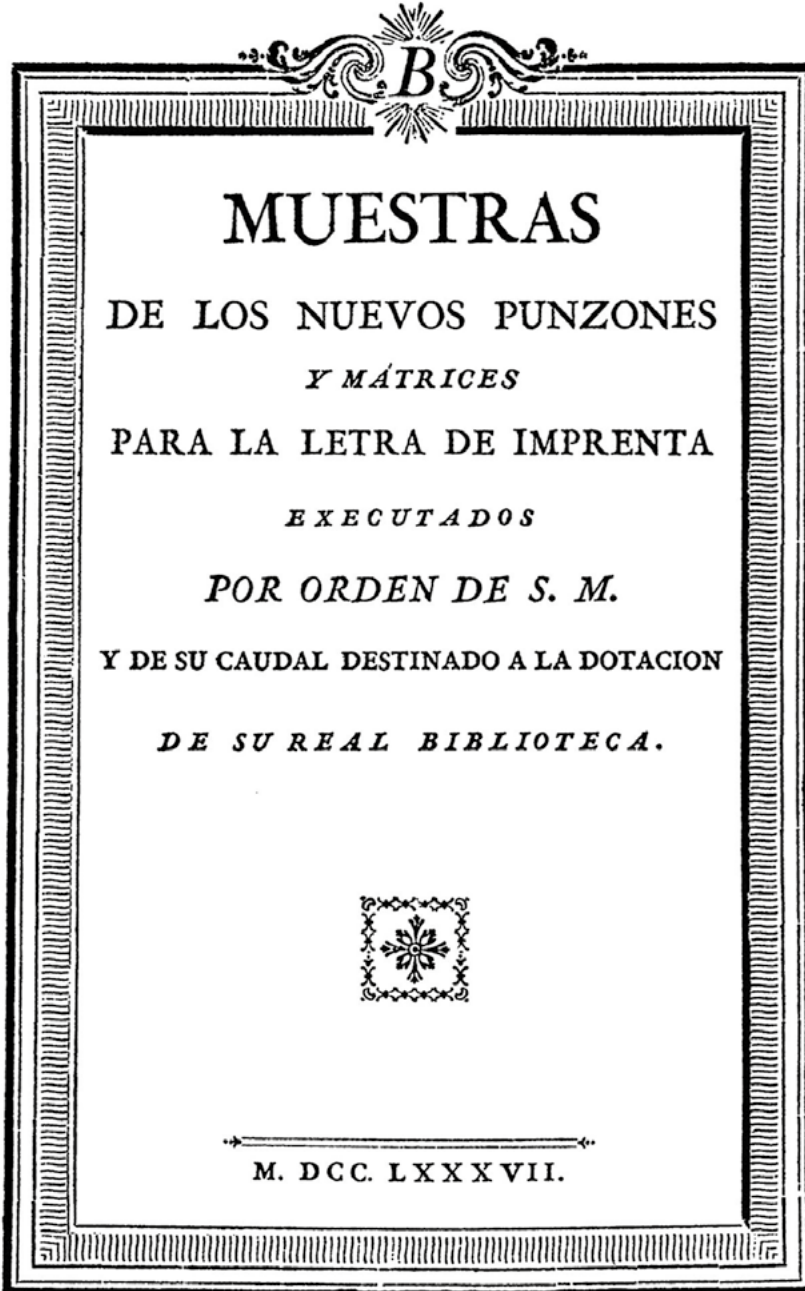 B
MUESTRAS
DE LOS NUEVOS PUNZONES
Y MÁTRICES
PARA LA LETRA DE IMPRENTA
EXECUTADOS
POR ORDEN DE S. M.
Y DE SU CAUDAL DESTINADO A LA DOTACION
DE SU REAL BIBLIOTECA.
M. DCC. LXXXVII.